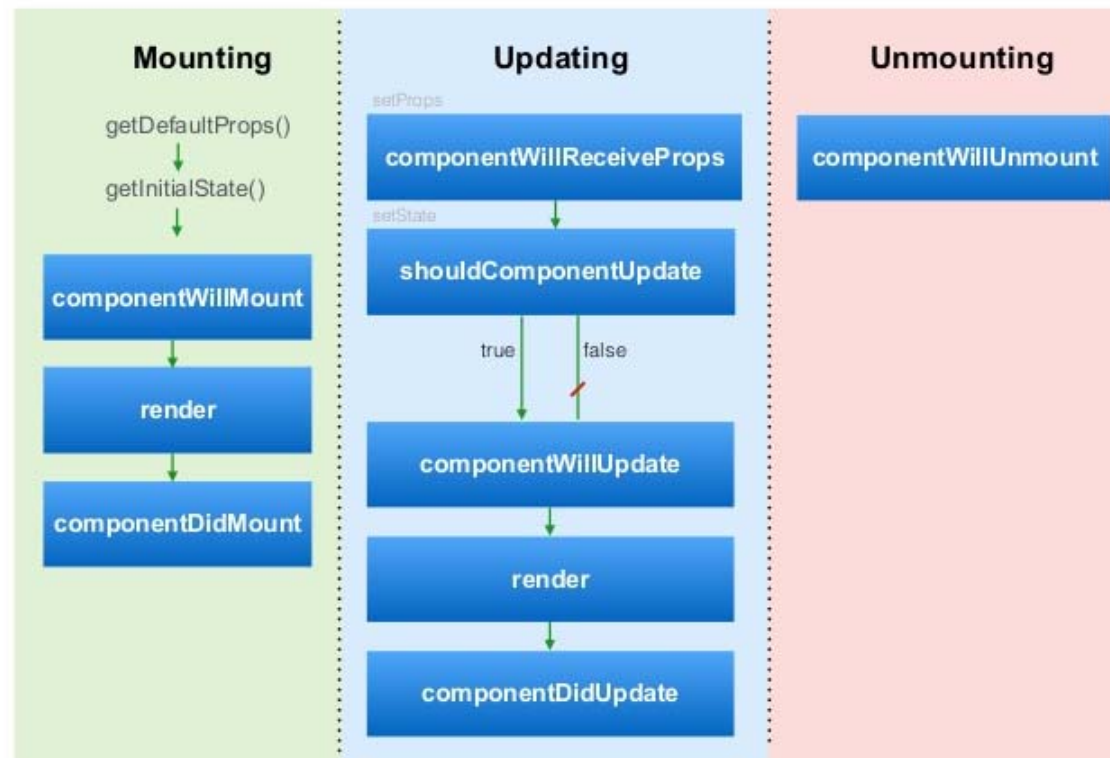 Mounting
getDefaultProps()
getInitialState()
componentWillMount
render
componentDidMount
Updating
setProps
componentWillReceiveProps
setState
shouldComponentUpdate
true false
componentWillUpdate
render
componentDidUpdate
Unmounting
componentWillUnmount